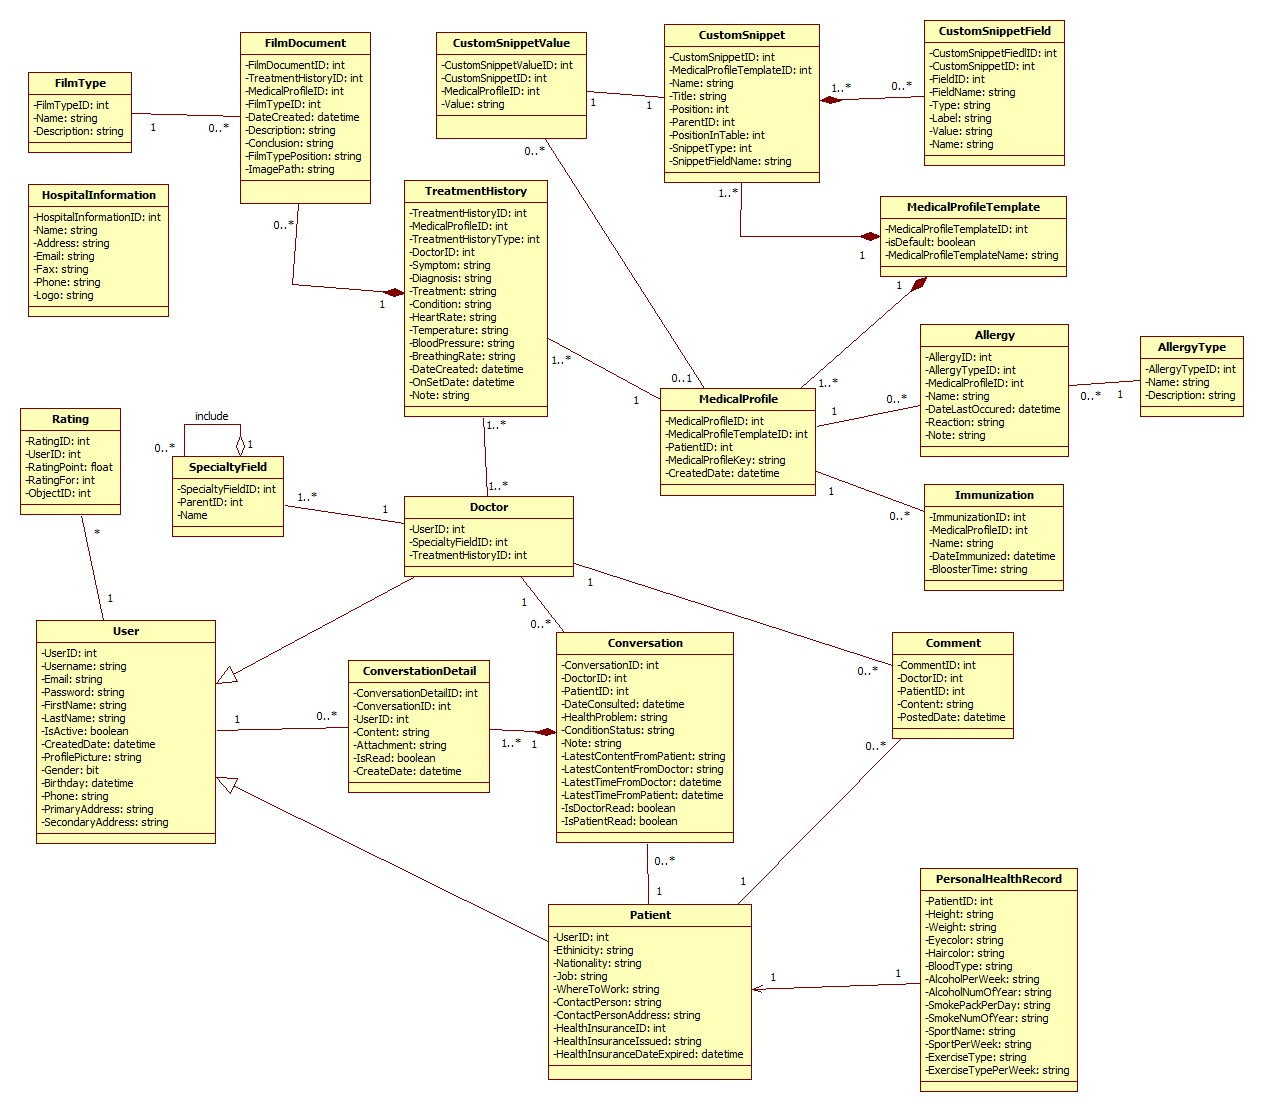 FilmType
-FilmTypeID: int
-Name: string
-Description: string
1
0..*
FilmDocument
-FilmDocumentID: int
-TreatmentHistoryID: int
-MedicalProfileID: int
-FilmTypeID: int
-DateCreated: datetime
-Description: string
-Conclusion: string
-FilmTypePosition: string
-ImagePath: string
0..*
1
CustomSnippetValue
-CustomSnippetValueID: int
-CustomSnippetID: int
-MedicalProfileID: int
-Value: string
1
1
0..*
0..1
CustomSnippet
-CustomSnippetID: int
-MedicalProfileTemplateID: int
-Name: string
-Title: string
-Position: int
-ParentID: int
-PositionInTable: int
-SnippetType: int
-SnippetFieldName: string
1..*
0..*
1..*
1
CustomSnippetField
-CustomSnippetFiedlID: int
-CustomSnippetID: int
-FieldID: int
-FieldName: string
-Type: string
-Label: string
-Value: string
-Name: string
HospitalInformation
-HospitalInformationID: int
-Name: string
-Address: string
-Email: string
-Fax: string
-Phone: string
-Logo: string
TreatmentHistory
-TreatmentHistoryID: int
-MedicalProfileID: int
-TreatmentHistoryType: int
-DoctorID: int
-Symptom: string
-Diagnosis: string
-Treatment: string
-Condition: string
-HeartRate: string
-Temperature: string
-BloodPressure: string
-BreathingRate: string
-DateCreated: datetime
-OnSetDate: datetime
-Note: string
1..*
1
1..*
1..*
MedicalProfileTemplate
-MedicalProfileTemplateID: int
-isDefault: boolean
-MedicalProfileTemplateName: string
1
1..*
MedicalProfile
-MedicalProfileID: int
-MedicalProfileTemplateID: int
-PatientID: int
-MedicalProfileKey: string
-CreatedDate: datetime
1
0..*
1
0..*
Allergy
-AllergyID: int
-AllergyTypeID: int
-MedicalProfileID: int
-Name: string
-DateLastOccured: datetime
-Reaction: string
-Note: string
0..*
1
AllergyType
-AllergyTypeID: int
-Name: string
-Description: string
Immunization
-ImmunizationID: int
-MedicalProfileID: int
-Name: string
-DateImmunized: datetime
-BloosterTime: string
Rating
-RatingID: int
-UserID: int
-RatingPoint: float
-RatingFor: int
-ObjectID: int
*
1
include
0..*
1
SpecialtyField
-SpecialtyFieldID: int
-ParentID: int
-Name
1..*
1
Doctor
-UserID: int
-SpecialtyFieldID: int
-TreatmentHistoryID: int
1
0..*
1
0..*
User
-UserID: int
-Username: string
-Email: string
-Password: string
-FirstName: string
-LastName: string
-IsActive: boolean
-CreatedDate: datetime
-ProfilePicture: string
-Gender: bit
-Birthday: datetime
-Phone: string
-PrimaryAddress: string
-SecondaryAddress: string
1
0..*
ConverstationDetail
-ConversationDetailID: int
-ConversationID: int
-UserID: int
-Content: string
-Attachment: string
-IsRead: boolean
-CreateDate: datetime
1..*
1
Conversation
-ConversationID: int
-DoctorID: int
-PatientID: int
-DateConsulted: datetime
-HealthProblem: string
-ConditionStatus: string
-Note: string
-LatestContentFromPatient: string
-LatestContentFromDoctor: string
-LatestTimeFromDoctor: datetime
-LatestTimeFromPatient: datetime
-IsDoctorRead: boolean
-IsPatientRead: boolean
0..*
1
Comment
-CommentID: int
-DoctorID: int
-PatientID: int
-Content: string
-PostedDate: datetime
0..*
1
Patient
-UserID: int
-Ethinicity: string
-Nationality: string
-Job: string
-WhereToWork: string
-ContactPerson: string
-ContactPersonAddress: string
-HealthInsuranceID: int
-HealthInsuranceIssued: string
-HealthInsuranceDateExpired: datetime
1
1
PersonalHealthRecord
-PatientID: int
-Height: string
-Weight: string
-Eyecolor: string
-Haircolor: string
-BloodType: string
-AlcoholPerWeek: string
-AlcoholNumOfYear: string
-SmokePackPerDay: string
-SmokeNumOfYear: string
-SportName: string
-SportPerWeek: string
-ExerciseType: string
-ExerciseTypePerWeek: string